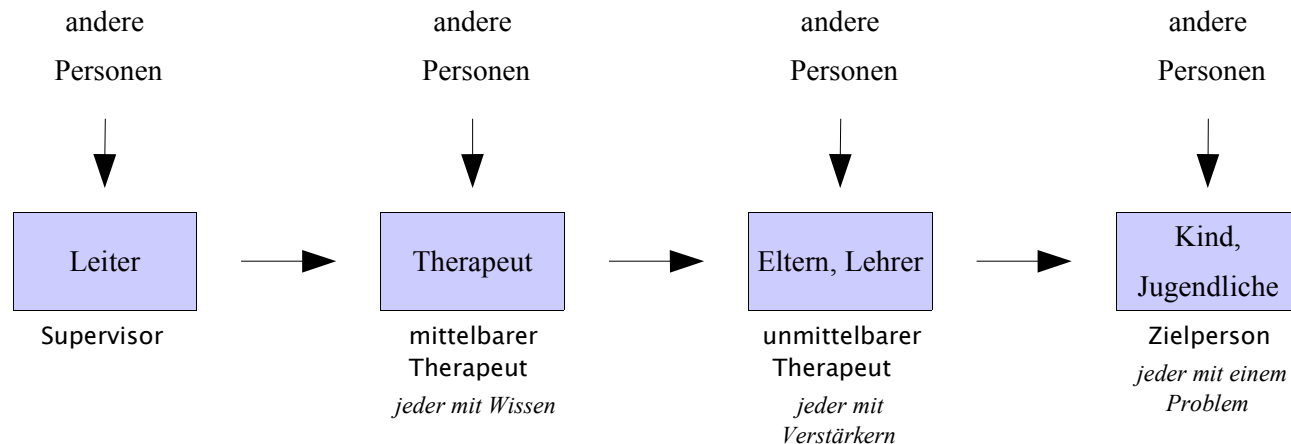 andere
Personen
andere
Personen
andere
Personen
andere
Personen
Leiter
Supervisor
Therapeut
mittelbarer
Therapeut
jeder mit Wissen
Eltern, Lehrer
unmittelbarer
Therapeut
jeder mit
Verstärkern
Kind,
Jugendliche
Zielperson
jeder mit einem
Problem